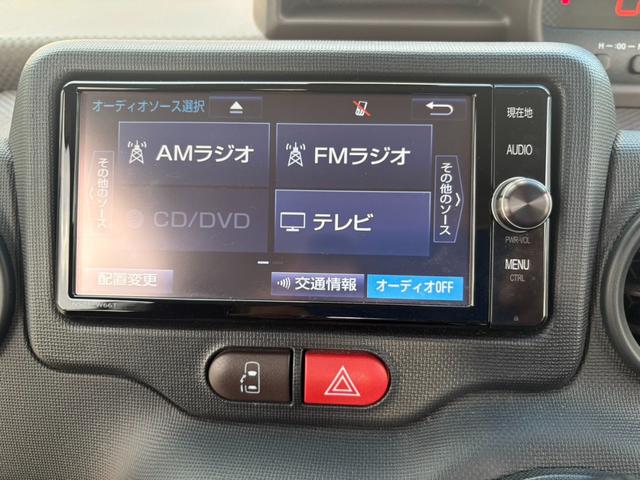 オーディオソース選択
AMラジオ
FMラジオ
CD/DVD
テレビ
その他のソース
その他のソース
配置変更
交通情報
オーディオOFF
現在地
AUDIO
PWR-VOL
MENU
CTRL
H
:00
M